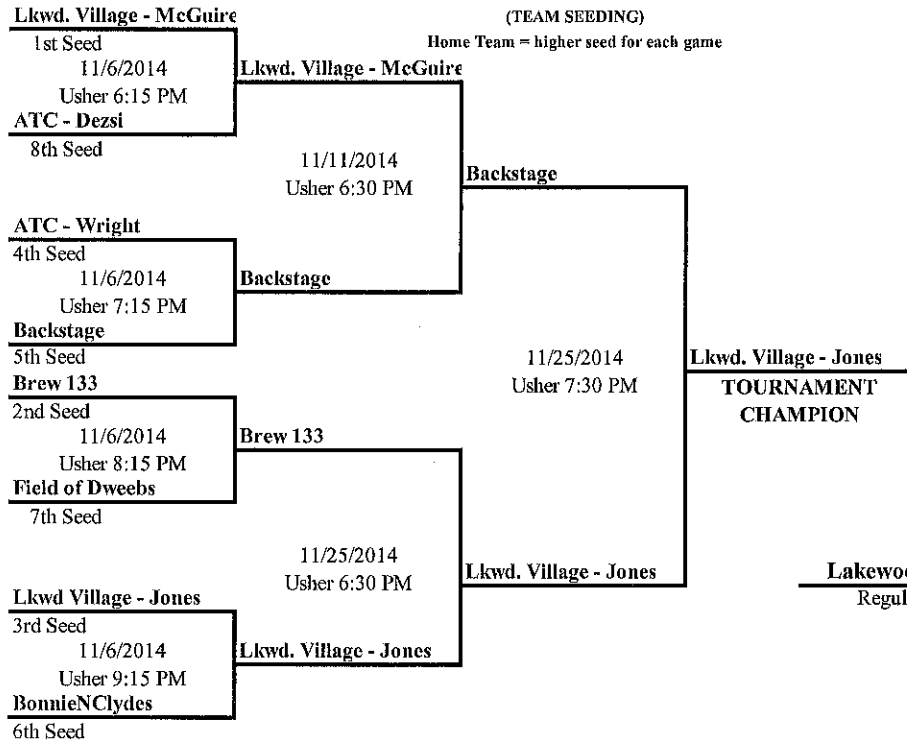 Lkwd. Village - McGuire
(TEAM SEEDING)
1st Seed
Home Team = higher seed for each game
11/6/2014
Lkwd. Village - McGuire
Usher 6:15 PM
ATC - Dezsi
8th Seed
11/11/2014
Usher 6:30 PM
Backstage
ATC - Wright
4th Seed
11/6/2014
Backstage
Usher 7:15 PM
Backstage
5th Seed
11/25/2014
Usher 7:30 PM
Lkwd. Village - Jones
TOURNAMENT
CHAMPION
Brew 133
2nd Seed
11/6/2014
Brew 133
Usher 8:15 PM
Field of Dweebs
7th Seed
11/25/2014
Usher 6:30 PM
Lkwd. Village - Jones
Lakewoo
Regul
Lkwd Village - Jones
3rd Seed
11/6/2014
Lkwd. Village - Jones
Usher 9:15 PM
BonnieNClydes
6th Seed